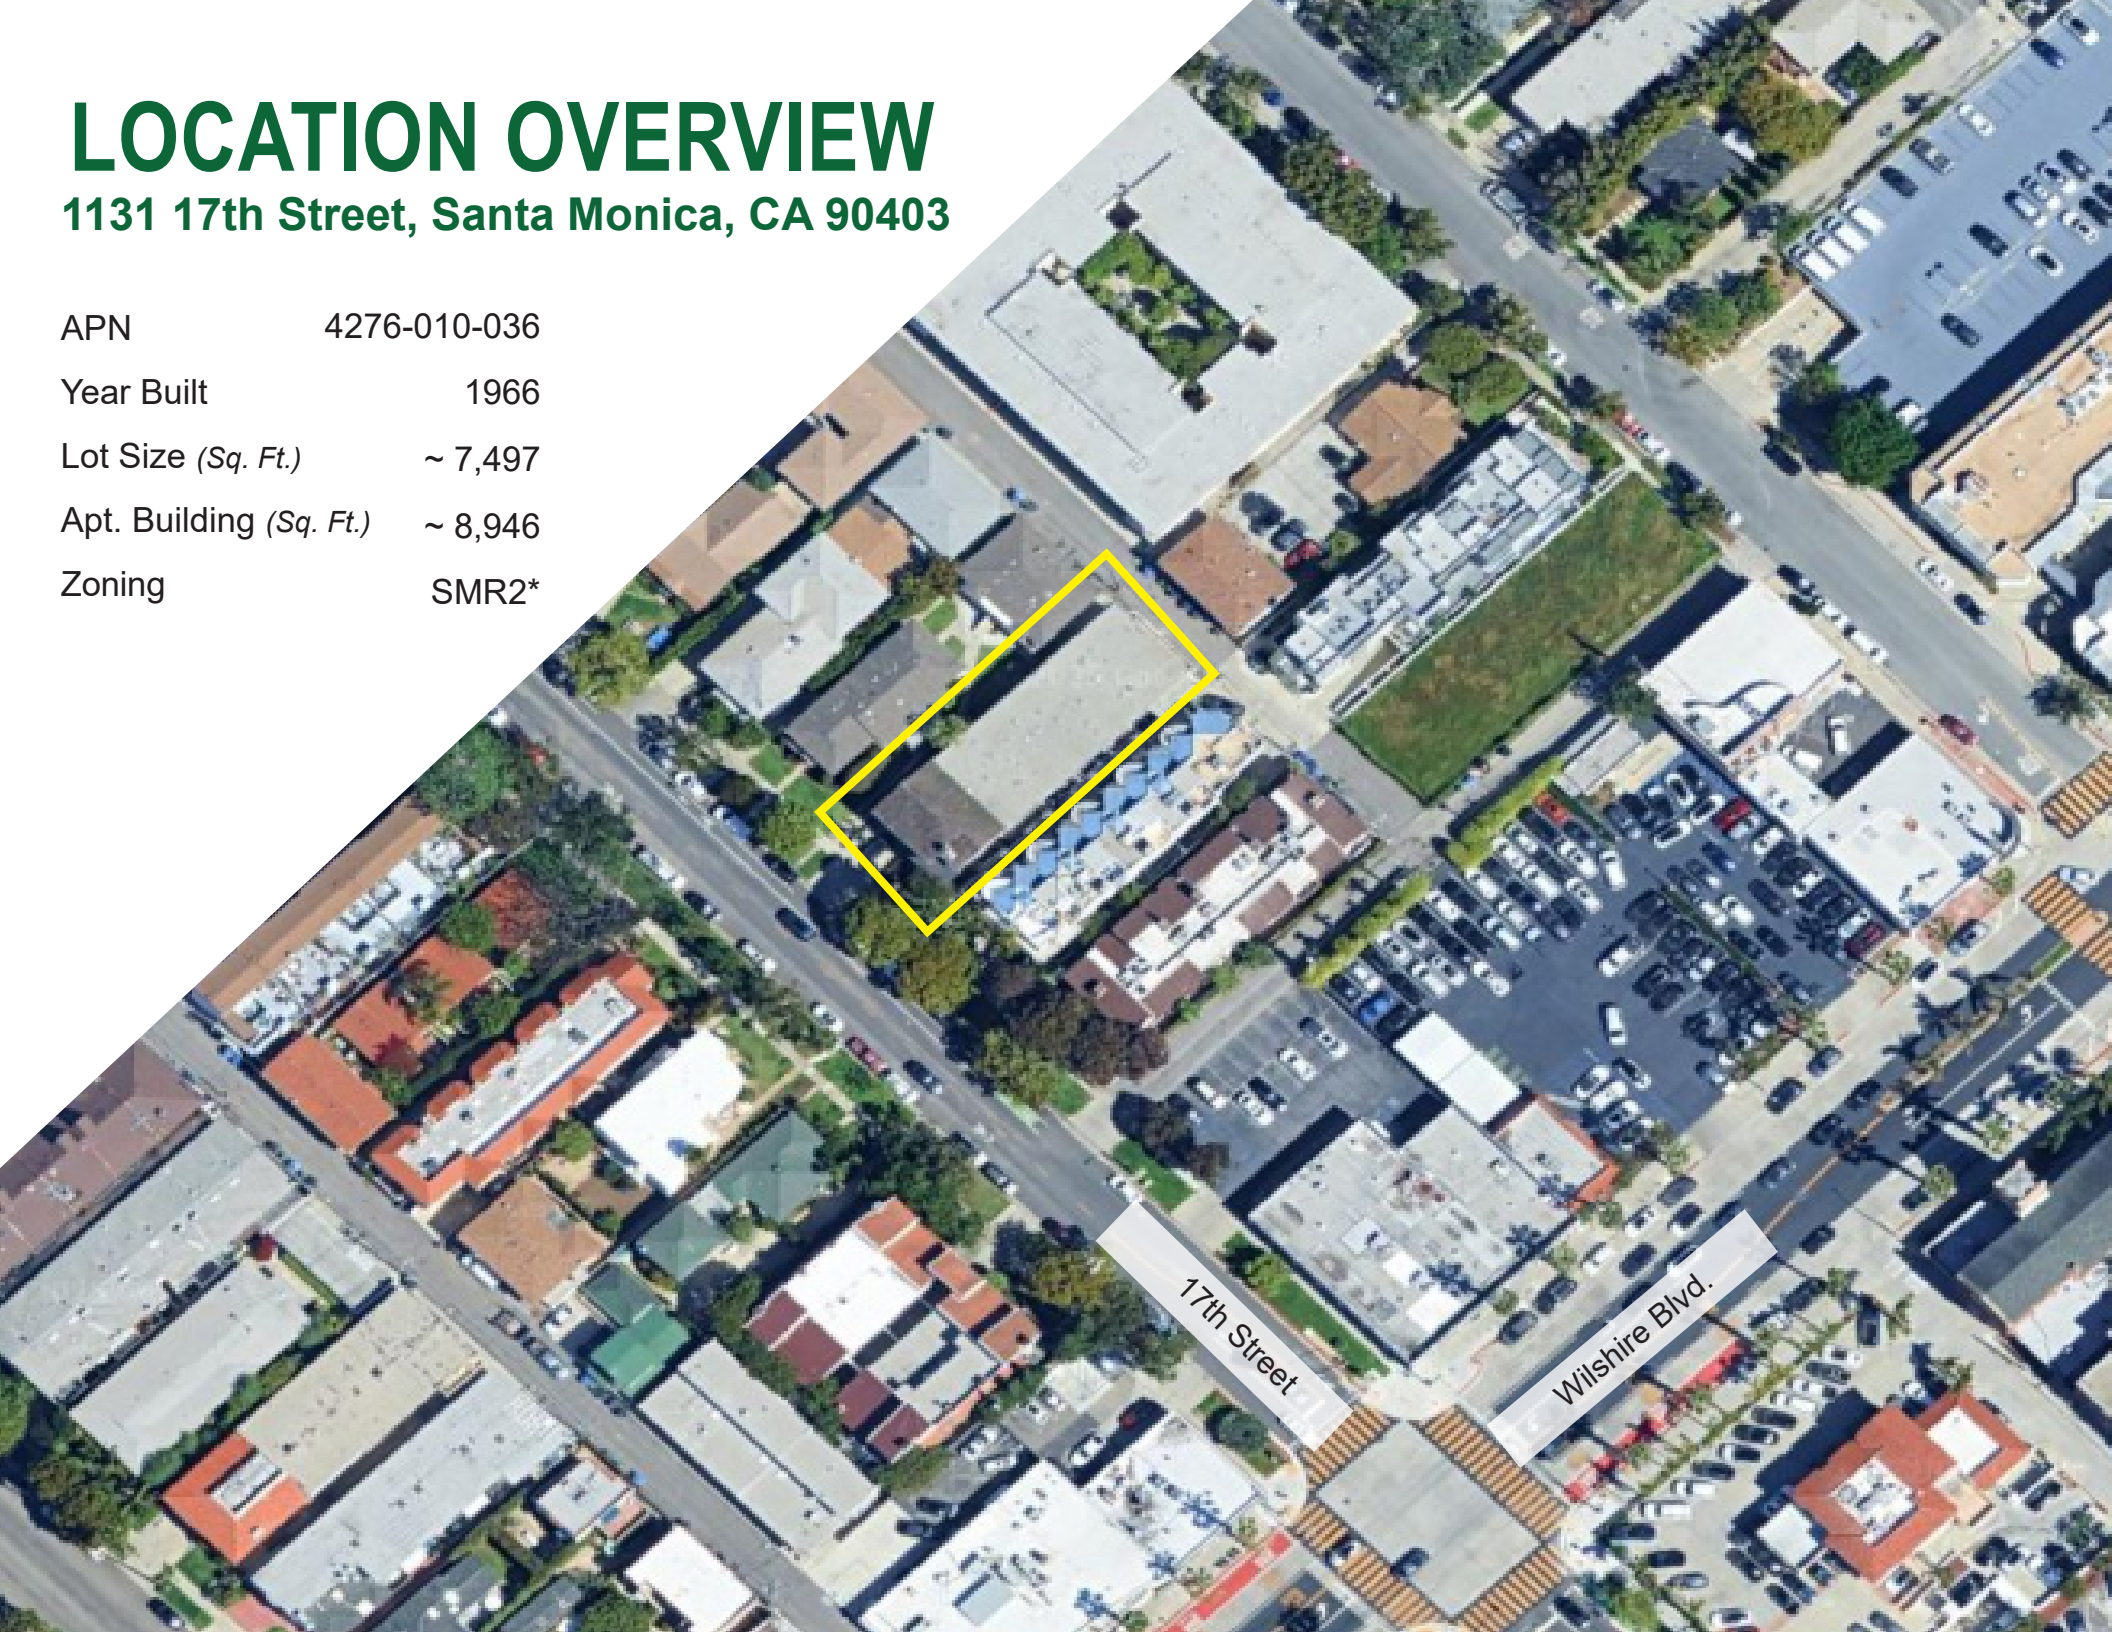 LOCATION OVERVIEW
1131 17th Street, Santa Monica, CA 90403
APN 4276-010-036
Year Built 1966
Lot Size (Sq. Ft.) ~ 7,497
Apt. Building (Sq. Ft.) ~ 8,946
Zoning SMR2*
17th Street
Wilshire Blvd.